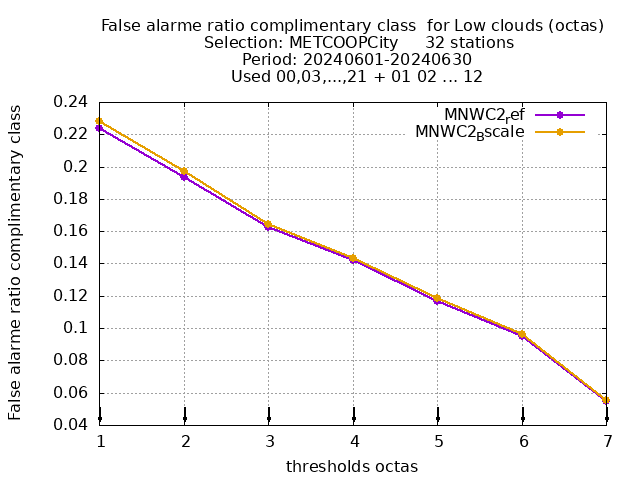 False alarme ratio complimentary class  for Low clouds (octas)
Selection: METCOOPCity     32 stations
Period: 20240601-20240630
Used 00,03,...,21 + 01 02 ... 12
False alarme ratio complimentary class
0.24
0.22
0.2
0.18
0.16
0.14
0.12
0.1
0.08
0.06
0.04
MNWC2_ref
MNWC2_Bscale
1 2 3 4 5 6 7
thresholds octas